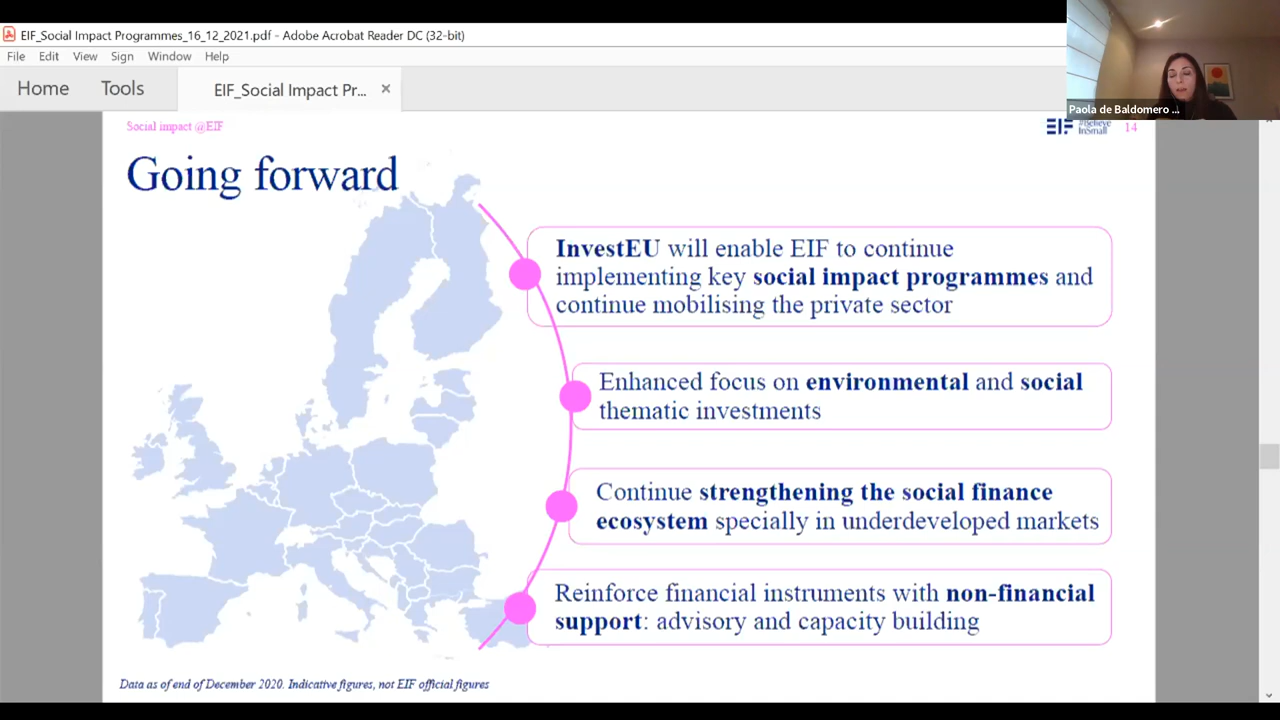 EIF_Social Impact Programmes_16_12_2021.pdf - Adobe Acrobat Reader DC (32-bit)
File Edit View Sign Window Help
Home Tools EIF_Social Impact Pr... ×
Paola de Baldomero ...
Social impact @EIF
EIF #Believe InSmall 14
Going forward
InvestEU will enable EIF to continue
implementing key social impact programmes and
continue mobilising the private sector
Enhanced focus on environmental and social
thematic investments
Continue strengthening the social finance
ecosystem specially in underdeveloped markets
Reinforce financial instruments with non-financial
support: advisory and capacity building
Data as of end of December 2020. Indicative figures, not EIF official figures